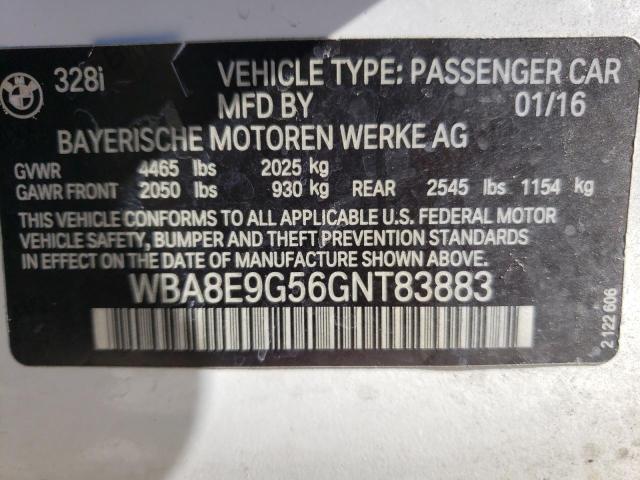 BMW 328i VEHICLE TYPE: PASSENGER CAR
MFD BY 01/16
BAYERISCHE MOTOREN WERKE AG
GVWR 4465 lbs 2025 kg
GAWR FRONT 2050 lbs 930 kg REAR 2545 lbs 1154 kg
THIS VEHICLE CONFORMS TO ALL APPLICABLE U.S. FEDERAL MOTOR
VEHICLE SAFETY, BUMPER AND THEFT PREVENTION STANDARDS
IN EFFECT ON THE DATE OF MANUFACTURE SHOWN ABOVE.
WBA8E9G56GNT83883
2 122 606